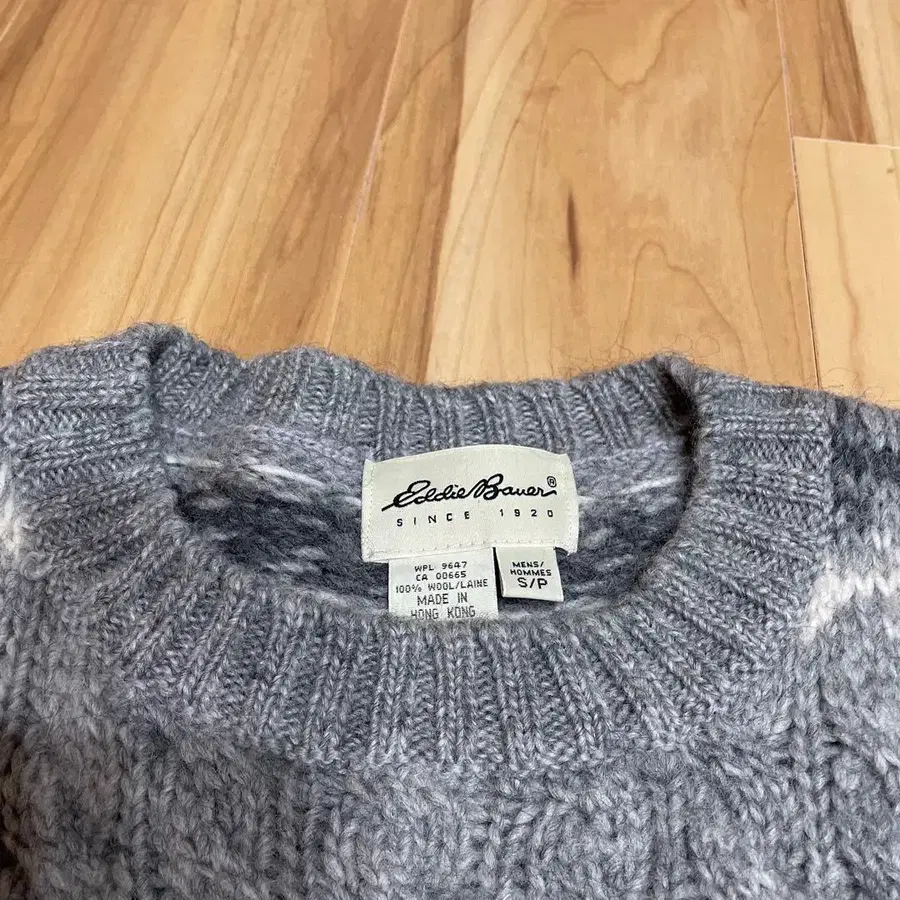 Eddie Bauer®
SINCE 1920
WPL 9647
CA 00665
100% WOOL/LAINE
MADE IN
HONG KONG
MENS/
HOMMES
S/P